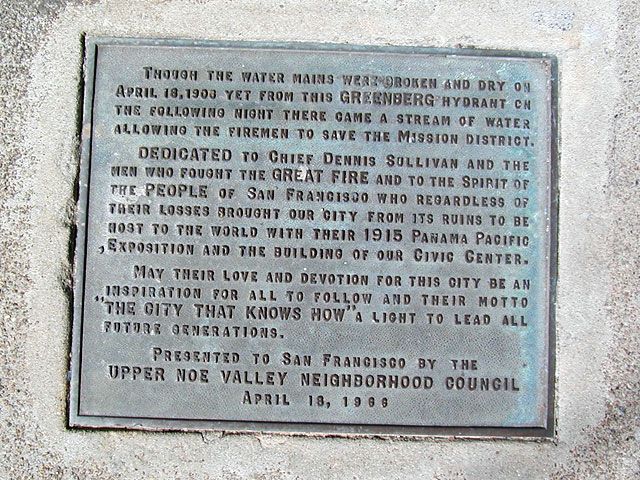 THOUGH THE WATER MAINS WERE BROKEN AND DRY ON
APRIL 18, 1906 YET FROM THIS GREENBERG HYDRANT ON
THE FOLLOWING NIGHT THERE CAME A STREAM OF WATER
ALLOWING THE FIREMEN TO SAVE THE MISSION DISTRICT.
DEDICATED TO CHIEF DENNIS SULLIVAN AND THE
MEN WHO FOUGHT THE GREAT FIRE AND TO THE SPIRIT OF
THE PEOPLE OF SAN FRANCISCO WHO REGARDLESS OF
THEIR LOSSES BROUGHT OUR CITY FROM ITS RUINS TO BE
HOST TO THE WORLD WITH THEIR 1915 PANAMA PACIFIC
EXPOSITION AND THE BUILDING OF OUR CIVIC CENTER.
MAY THEIR LOVE AND DEVOTION FOR THIS CITY BE AN
INSPIRATION FOR ALL TO FOLLOW AND THEIR MOTTO
"THE CITY THAT KNOWS HOW" A LIGHT TO LEAD ALL
FUTURE GENERATIONS.
PRESENTED TO SAN FRANCISCO BY THE
UPPER NOE VALLEY NEIGHBORHOOD COUNCIL
APRIL 18, 1966